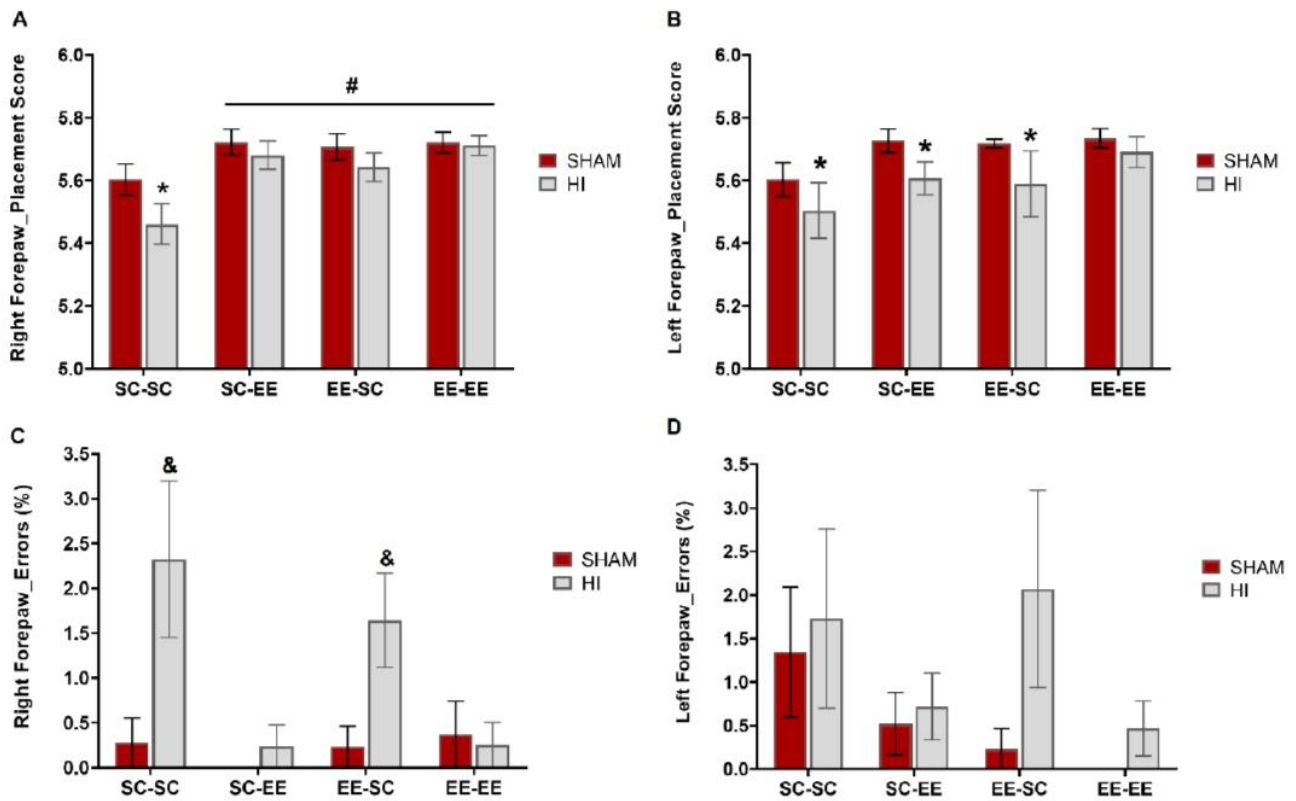 A
Right Forepaw_Placement Score
6.0
5.8
5.6
5.4
5.2
5.0
#
*
SC-SC
SC-EE
EE-SC
EE-EE
SHAM
HI
B
Left Forepaw_Placement Score
6.0
5.8
5.6
5.4
5.2
5.0
*
*
*
SC-SC
SC-EE
EE-SC
EE-EE
SHAM
HI
C
Right Forepaw_Errors (%)
3.5
3.0
2.5
2.0
1.5
1.0
0.5
0.0
&
&
SC-SC
SC-EE
EE-SC
EE-EE
SHAM
HI
D
Left Forepaw_Errors (%)
3.5
3.0
2.5
2.0
1.5
1.0
0.5
0.0
SC-SC
SC-EE
EE-SC
EE-EE
SHAM
HI